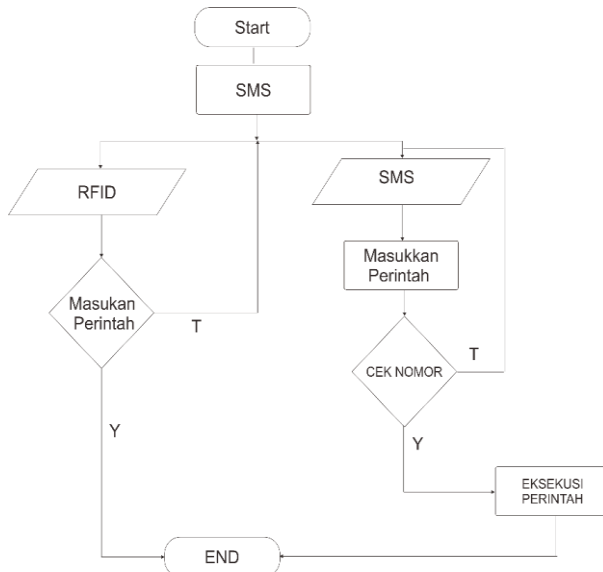 Start
SMS
RFID
SMS
Masukkan
Perintah
Masukan
Perintah
T
CEK NOMOR
T
Y
Y
EKSEKUSI
PERINTAH
END